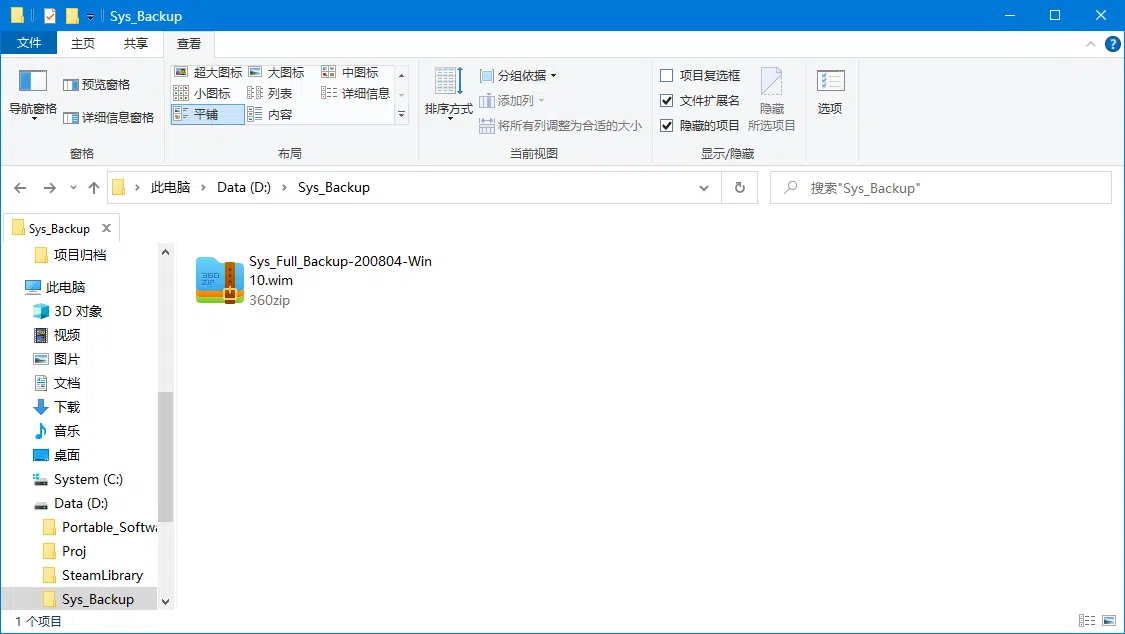 Sys_Backup
文件 主页 共享 查看
导航窗格
预览窗格
详细信息窗格
窗格
超大图标 大图标 中图标
小图标 列表 详细信息
平铺 内容
布局
排序方式
分组依据
添加列
将所有列调整为合适的大小
当前视图
项目复选框
文件扩展名
隐藏的项目
隐藏
所选项目
显示/隐藏
选项
此电脑 Data (D:) Sys_Backup
搜索"Sys_Backup"
Sys_Backup
项目归档
此电脑
3D 对象
视频
图片
文档
下载
音乐
桌面
System (C:)
Data (D:)
Portable_Softwa
Proj
SteamLibrary
Sys_Backup
360
ZIP
Sys_Full_Backup-200804-Win
10.wim
360zip
1 个项目